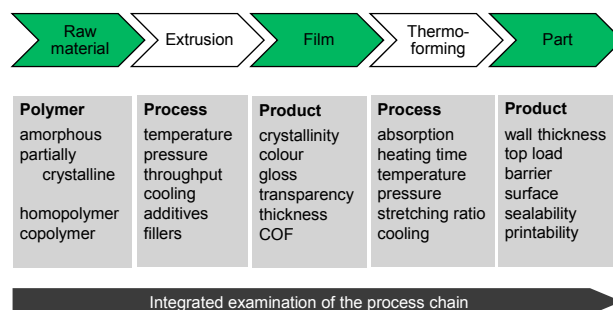 Raw
material
Extrusion
Film
Thermo-
forming
Part
Polymer
amorphous
partially
crystalline
homopolymer
copolymer
Process
temperature
pressure
throughput
cooling
additives
fillers
Product
crystallinity
colour
gloss
transparency
thickness
COF
Process
absorption
heating time
temperature
pressure
stretching ratio
cooling
Product
wall thickness
top load
barrier
surface
sealability
printability
Integrated examination of the process chain